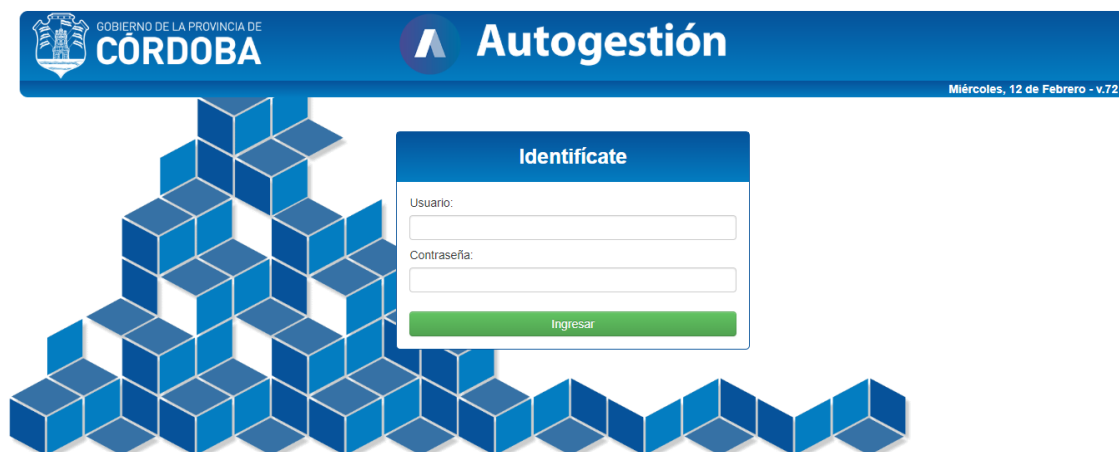 GOBIERNO DE LA PROVINCIA DE
CÓRDOBA
Autogestión
Miércoles, 12 de Febrero - v.72
Identifícate
Usuario:
Contraseña:
Ingresar